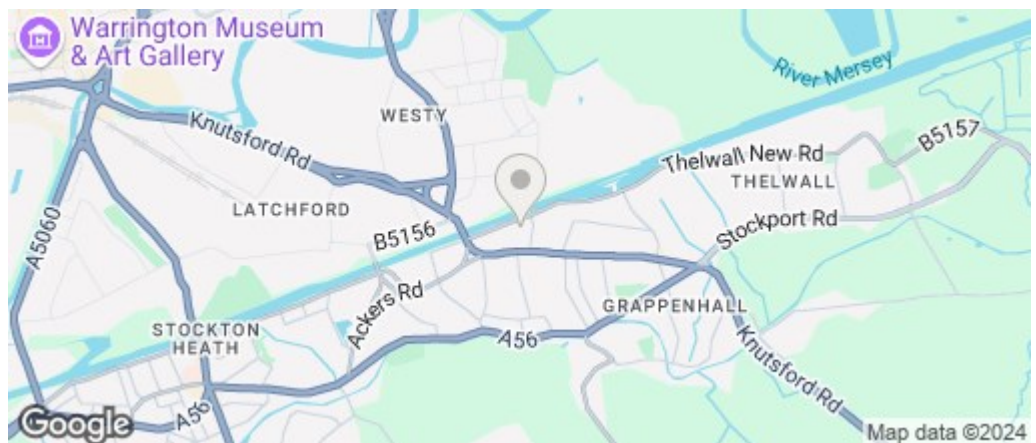 Warrington Museum
& Art Gallery
River Mersey
WESTY
Knutsford Rd
B5157
Thelwall New Rd
THELWALL
LATCHFORD
A5060
B5156
Stockport Rd
Ackers Rd
GRAPPENHALL
STOCKTON
HEATH
A56
Knutsford Rd
A56
Google
Map data ©2024